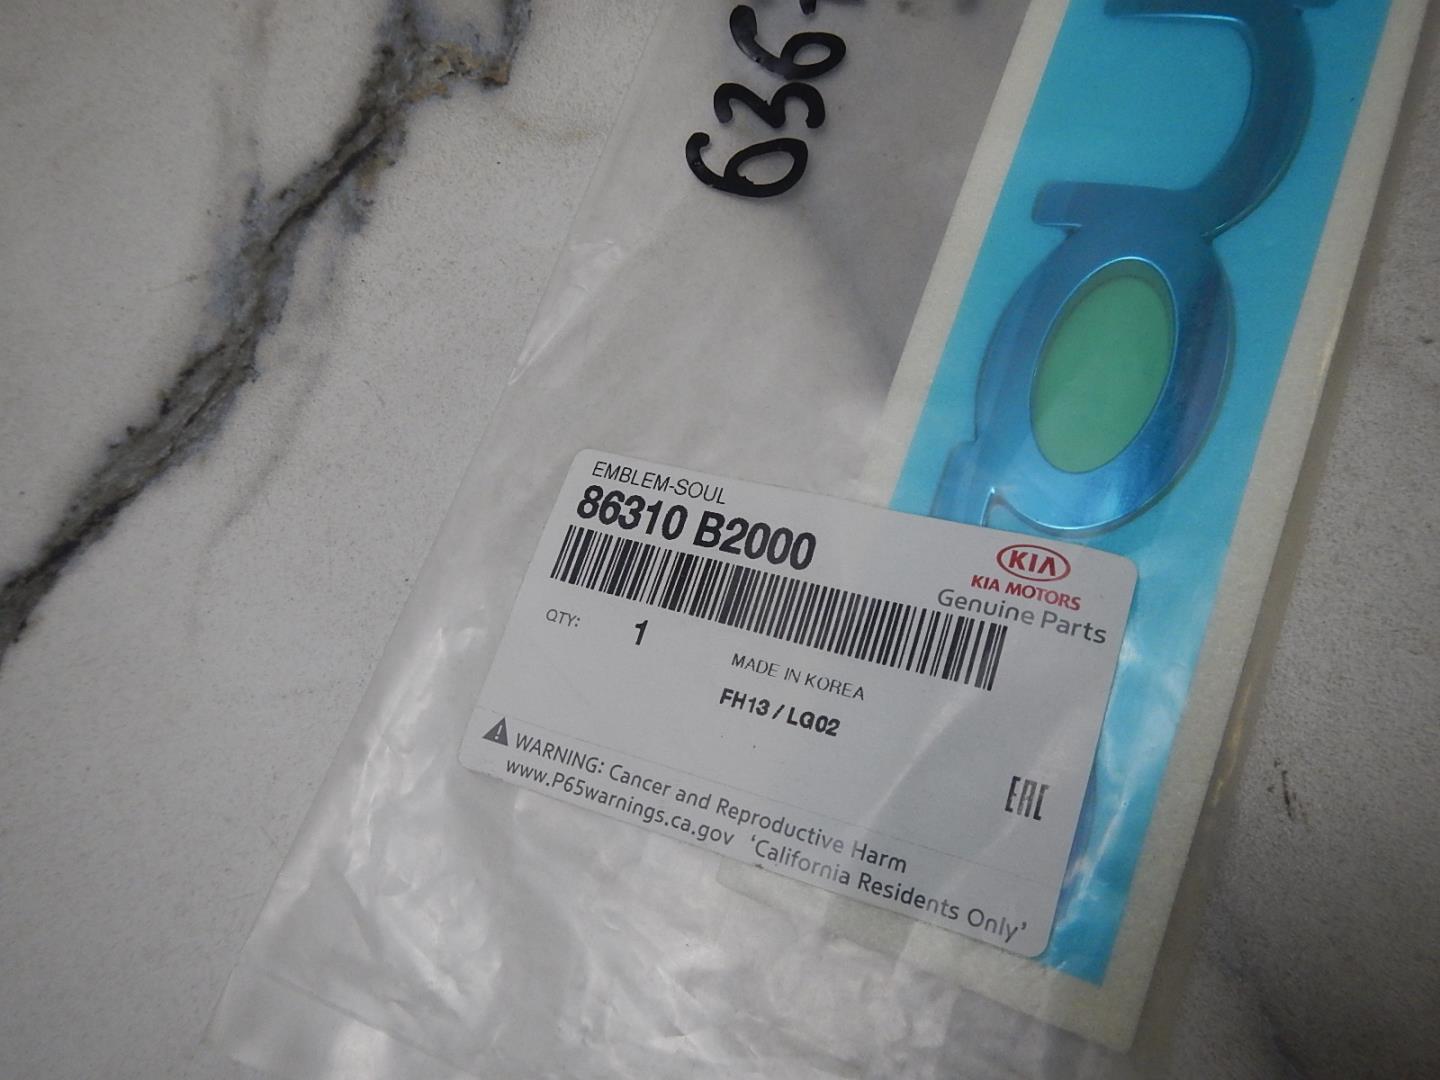 636
EMBLEM-SOUL
86310 B2000
KIA
KIA MOTORS
Genuine Parts
QTY: 1
MADE IN KOREA
FH13 / LG02
EAC
WARNING: Cancer and Reproductive Harm
www.P65warnings.ca.gov 'California Residents Only'